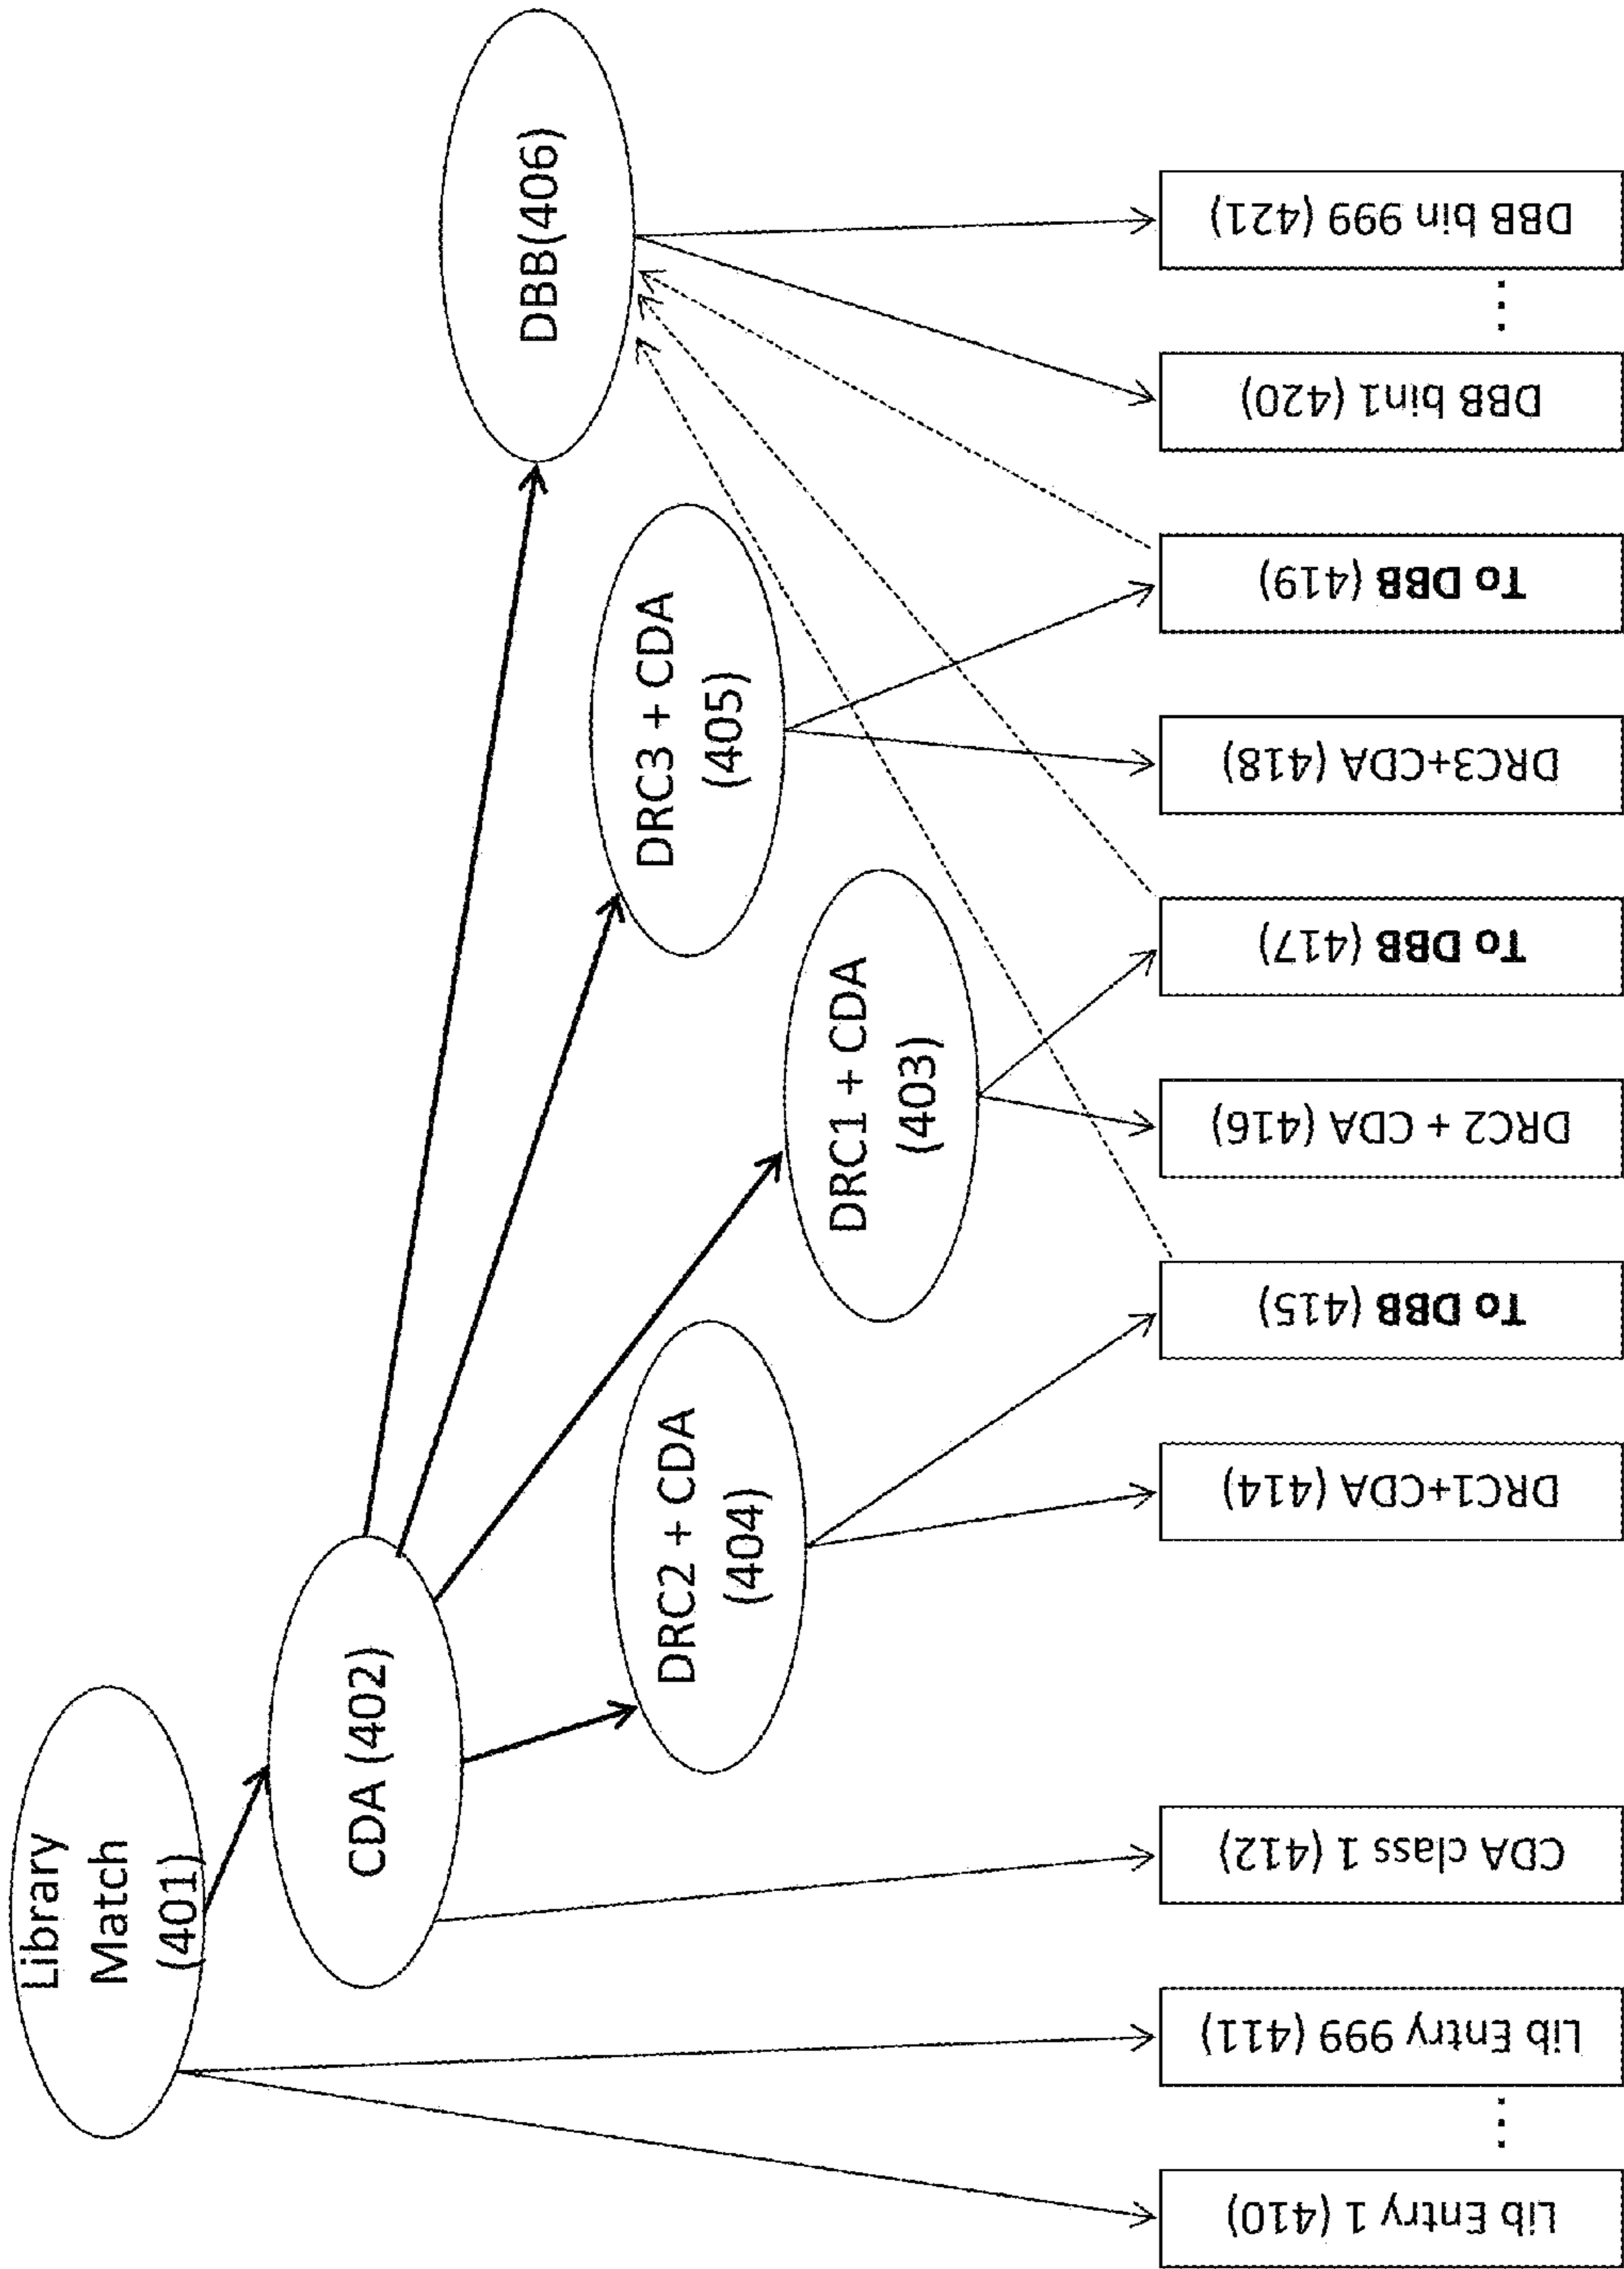 Library
Match
(401)
CDA (402)
DRC2 + CDA
(404)
DRC1 + CDA
(403)
DRC3 + CDA
(405)
DBB(406)
Lib Entry 1 (410)
...
Lib Entry 999 (411)
CDA class 1 (412)
DRC1+CDA (414)
To DBB (415)
DRC2 + CDA (416)
To DBB (417)
DRC3+CDA (418)
To DBB (419)
DBB bin1 (420)
...
DBB bin 999 (421)